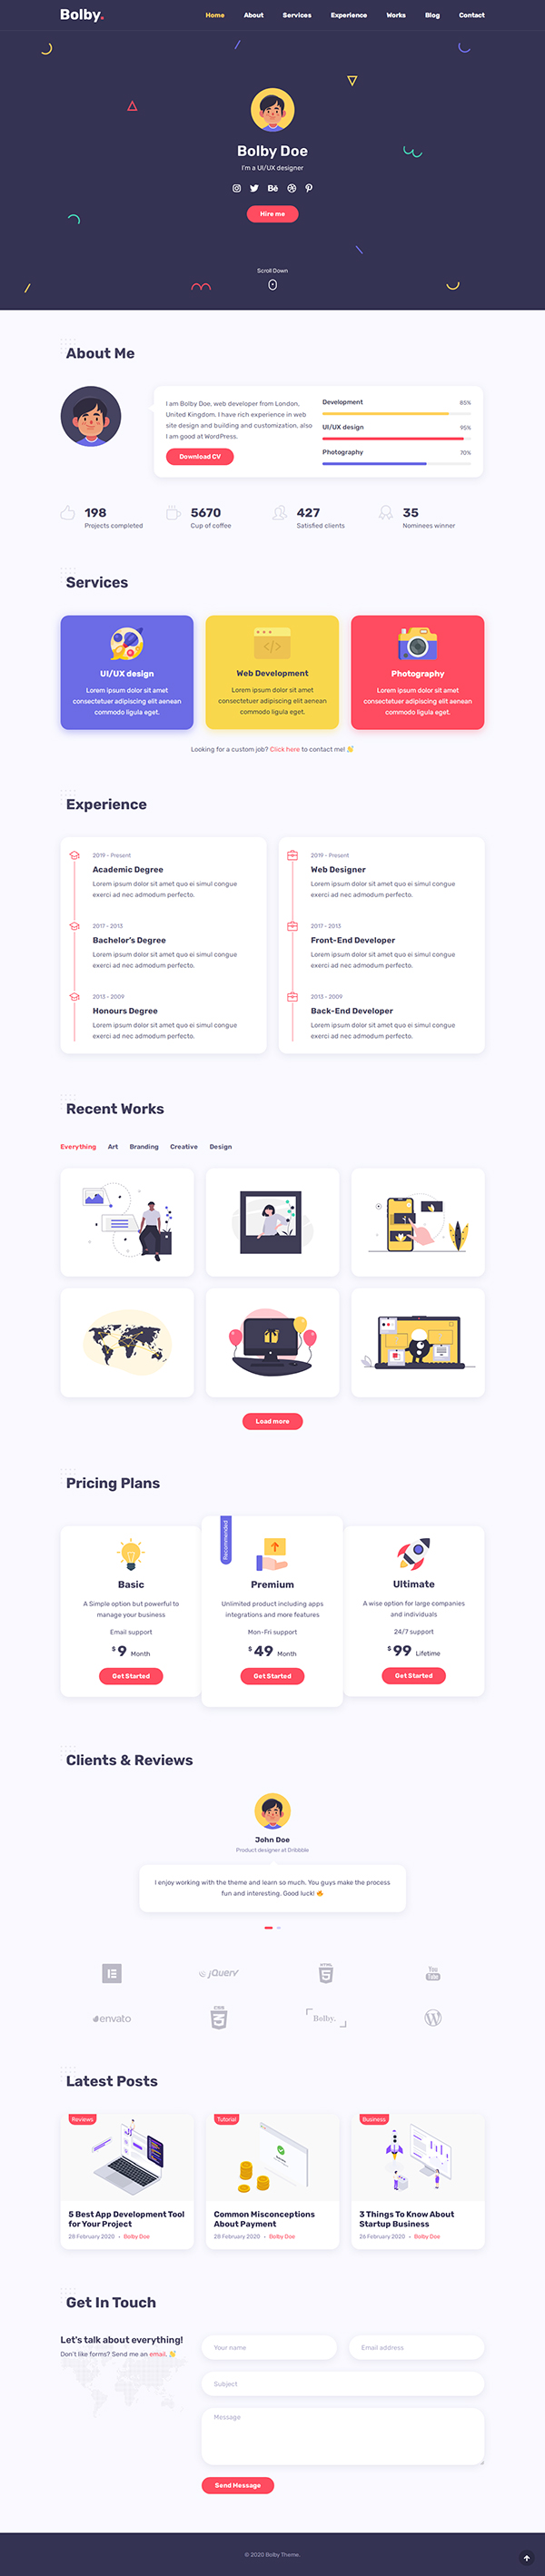 Bolby.
Home About Services Experience Works Blog Contact
Bolby Doe
I'm a UI/UX designer
Hire me
Scroll Down
About Me
I am Bolby Doe, web developer from London,
United Kingdom. I have rich experience in web
site design and building and customization, also
I am good at WordPress.
Download CV
Development 85%
UI/UX design 95%
Photography 70%
198
Projects completed
5670
Cup of coffee
427
Satisfied clients
35
Nominees winner
Services
UI/UX design
Lorem ipsum dolor sit amet
consectetuer adipiscing elit aenean
commodo ligula eget.
Web Development
Lorem ipsum dolor sit amet
consectetuer adipiscing elit aenean
commodo ligula eget.
Photography
Lorem ipsum dolor sit amet
consectetuer adipiscing elit aenean
commodo ligula eget.
Looking for a custom job? Click here to contact me! 👋
Experience
2019 - Present
Academic Degree
Lorem ipsum dolor sit amet quo ei simul congue
exerci ad nec admodum perfecto.
2017 - 2013
Bachelor's Degree
Lorem ipsum dolor sit amet quo ei simul congue
exerci ad nec admodum perfecto.
2013 - 2009
Honours Degree
Lorem ipsum dolor sit amet quo ei simul congue
exerci ad nec admodum perfecto.
2019 - Present
Web Designer
Lorem ipsum dolor sit amet quo ei simul congue
exerci ad nec admodum perfecto.
2017 - 2013
Front-End Developer
Lorem ipsum dolor sit amet quo ei simul congue
exerci ad nec admodum perfecto.
2013 - 2009
Back-End Developer
Lorem ipsum dolor sit amet quo ei simul congue
exerci ad nec admodum perfecto.
Recent Works
Everything Art Branding Creative Design
Load more
Pricing Plans
Basic
A Simple option but powerful to
manage your business
Email support
$ 9 Month
Get Started
Recommended
Premium
Unlimited product including apps
integrations and more features
Mon-Fri support
$ 49 Month
Get Started
Ultimate
A wise option for large companies
and individuals
24/7 support
$ 99 Lifetime
Get Started
Clients & Reviews
John Doe
Product designer at Dribbble
I enjoy working with the theme and learn so much. You guys make the process
fun and interesting. Good luck! 🔥
jQuery
HTML
5
You
Tube
envato
CSS
3
Bolby.
Latest Posts
Reviews
5 Best App Development Tool
for Your Project
28 February 2020 • Bolby Doe
Tutorial
Common Misconceptions
About Payment
28 February 2020 • Bolby Doe
Business
3 Things To Know About
Startup Business
26 February 2020 • Bolby Doe
Get In Touch
Let's talk about everything!
Don't like forms? Send me an email. 👋
Your name
Email address
Subject
Message
Send Message
© 2020 Bolby Theme.